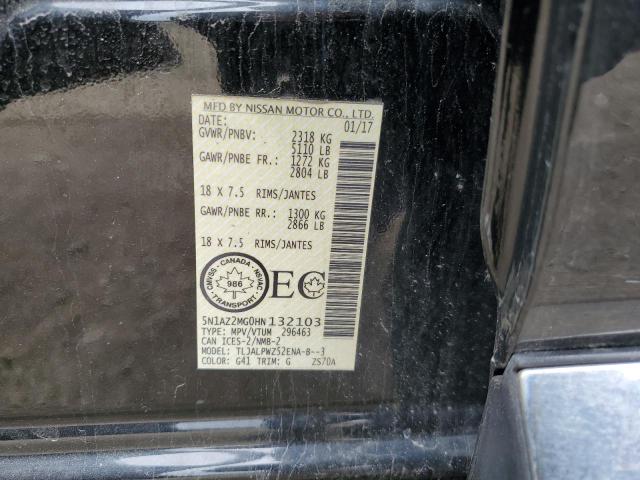 MFD BY NISSAN MOTOR CO., LTD.
DATE: 01/17
GVWR/PNBV: 2318 KG
5110 LB
GAWR/PNBE FR.: 1272 KG
2804 LB
18 X 7.5 RIMS/JANTES
GAWR/PNBE RR.: 1300 KG
2866 LB
18 X 7.5 RIMS/JANTES
CMVSS · CANADA · NSVAC
986
TRANSPORT
EC
5N1AZ2MG0HN132103
TYPE: MPV/VTUM 296463
CAN ICES-2/NMB-2
MODEL: TLJALPWZ52ENA-B--3
COLOR: G41 TRIM: G ZS70A